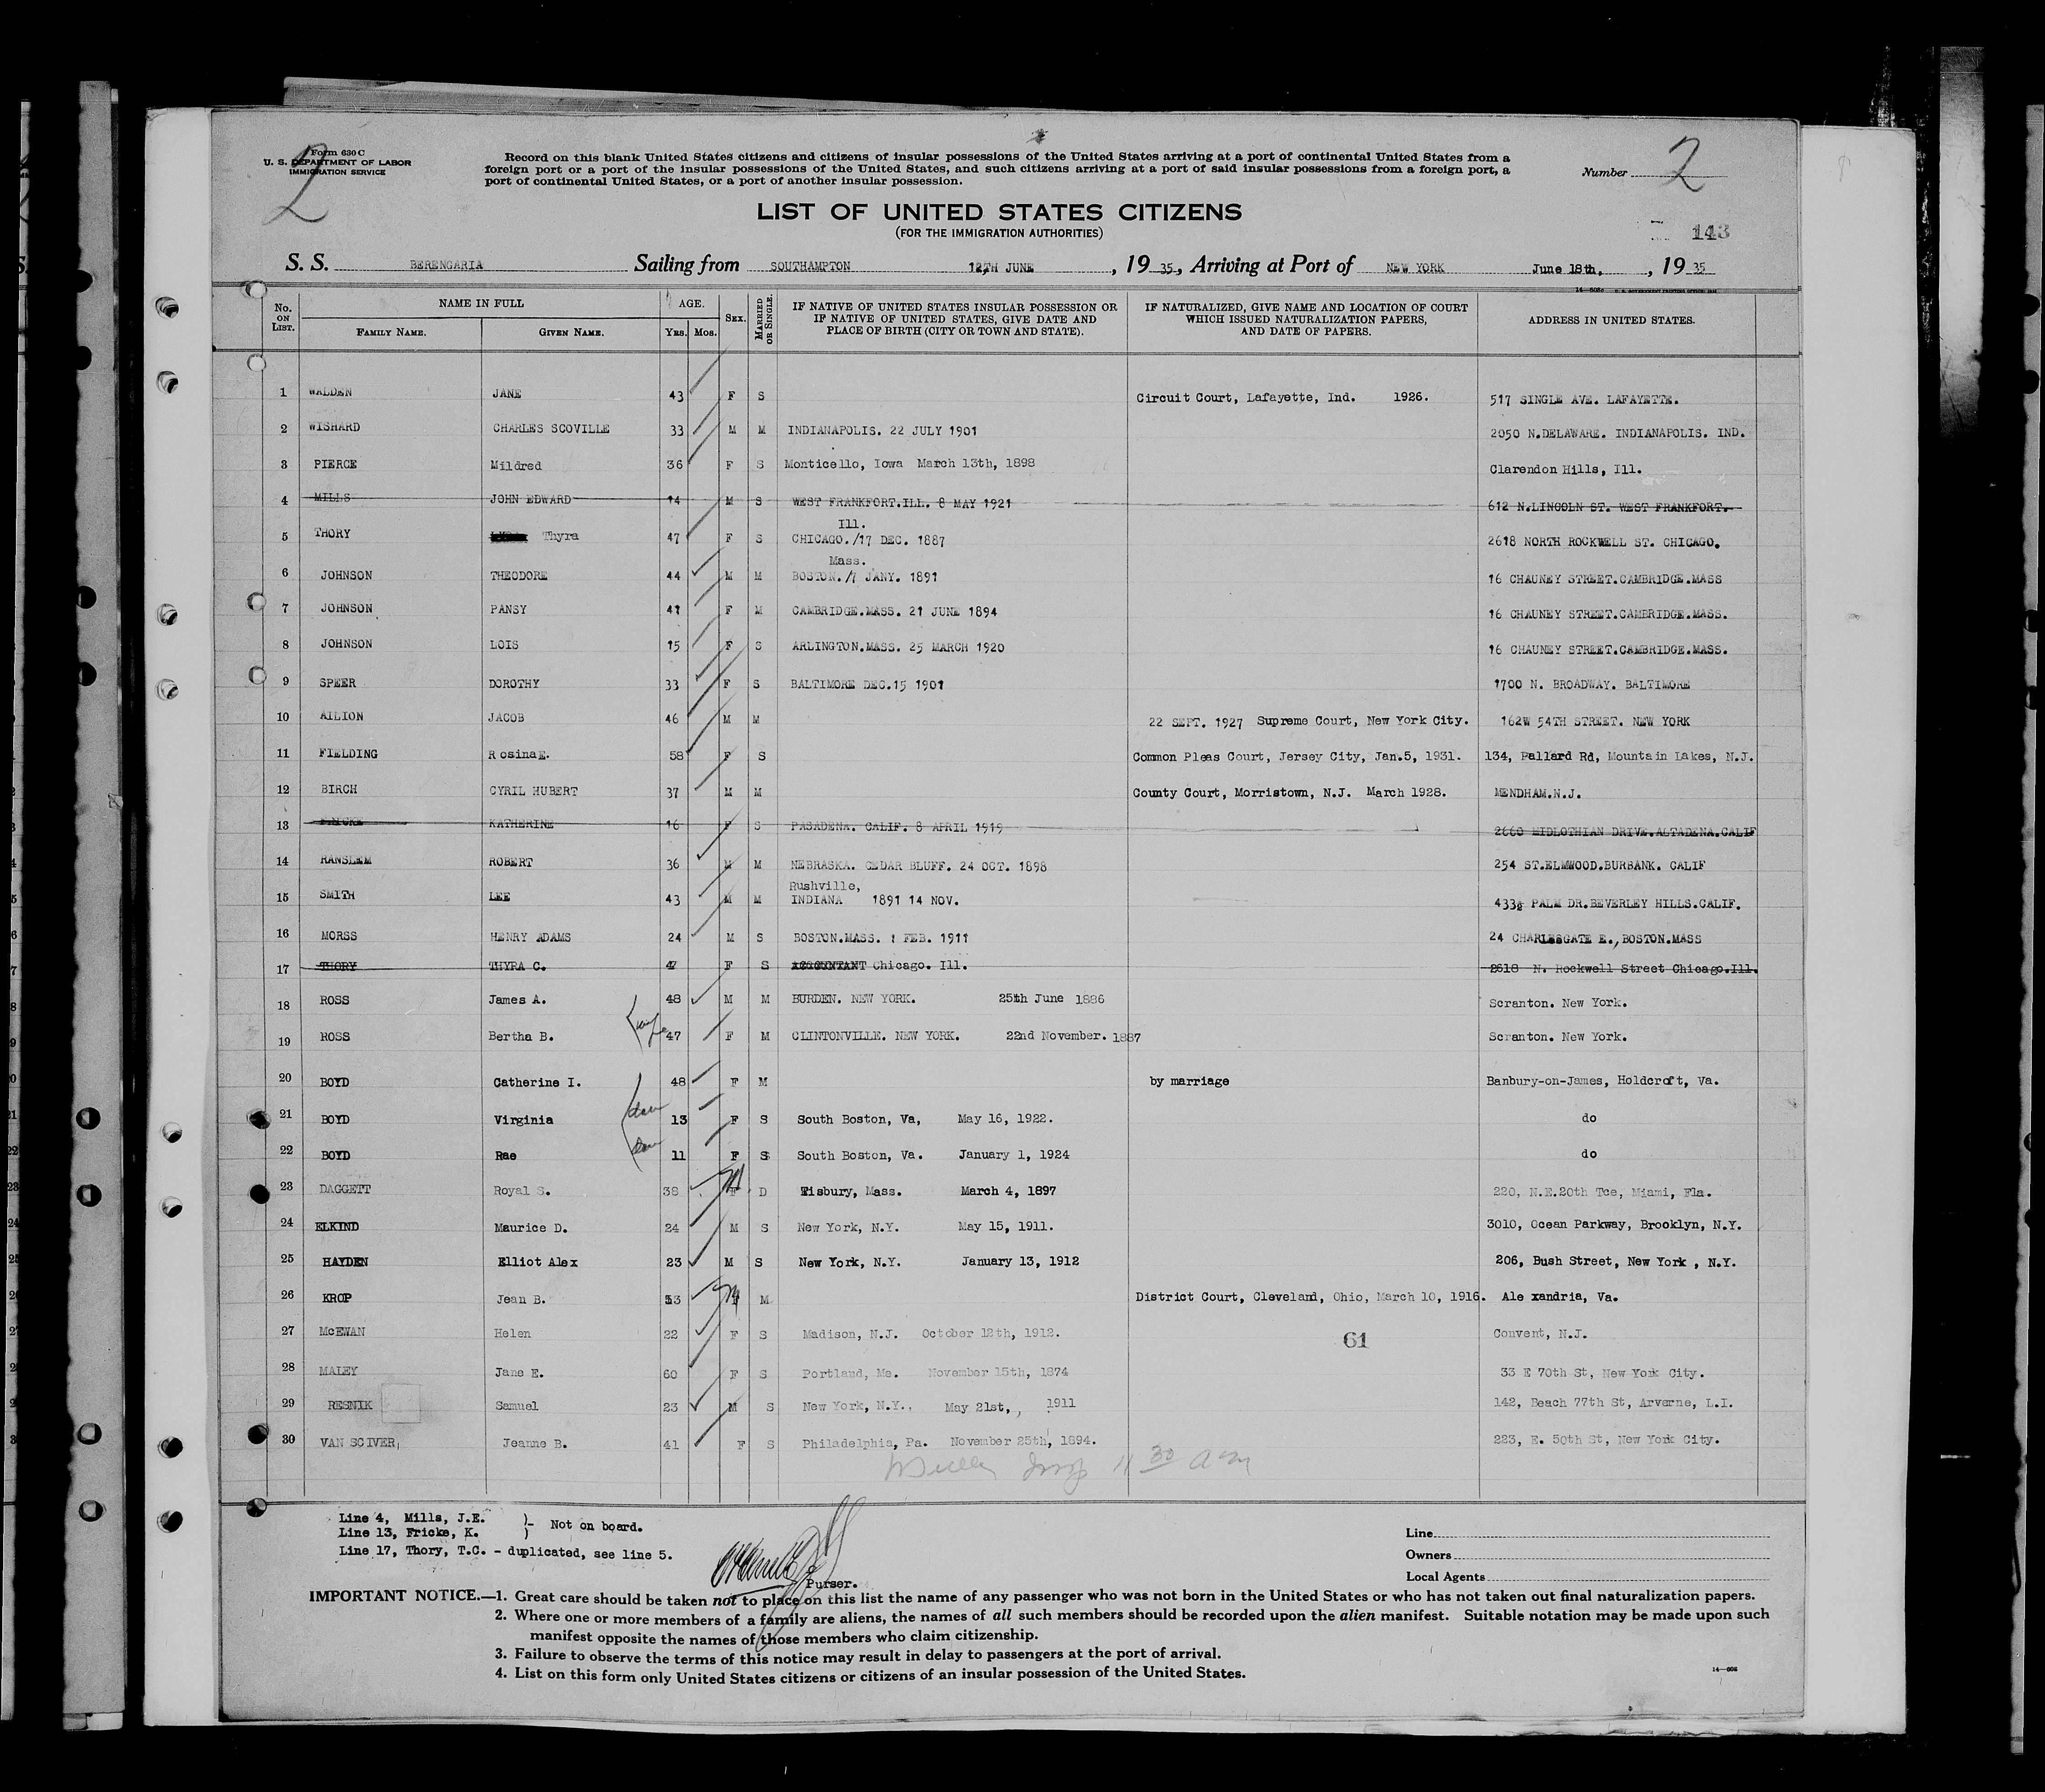 Form 630 C
U. S. DEPARTMENT OF LABOR
IMMIGRATION SERVICE
2
Record on this blank United States citizens and citizens of insular possessions of the United States arriving at a port of continental United States from a
foreign port or a port of the insular possessions of the United States, and such citizens arriving at a port of said insular possessions from a foreign port, a
port of continental United States, or a port of another insular possession.
Number 2
LIST OF UNITED STATES CITIZENS
(FOR THE IMMIGRATION AUTHORITIES)
143
S. S. BERENGARIA Sailing from SOUTHAMPTON 12TH JUNE , 19 35, Arriving at Port of NEW YORK June 18th, , 19 35
No. ON LIST. NAME IN FULL FAMILY NAME. GIVEN NAME. AGE. YRS. MOS. SEX. MARRIED OR SINGLE. IF NATIVE OF UNITED STATES INSULAR POSSESSION OR IF NATIVE OF UNITED STATES, GIVE DATE AND PLACE OF BIRTH (CITY OR TOWN AND STATE). IF NATURALIZED, GIVE NAME AND LOCATION OF COURT WHICH ISSUED NATURALIZATION PAPERS, AND DATE OF PAPERS. ADDRESS IN UNITED STATES.
1 WALDEN JANE 43 F S Circuit Court, Lafayette, Ind. 1926. 517 SINGLE AVE. LAFAYETTE.
2 WISHARD CHARLES SCOVILLE 33 M M INDIANAPOLIS. 22 JULY 1901 2050 N.DELAWARE. INDIANAPOLIS. IND.
3 PIERCE Mildred 36 F S Monticello, Iowa March 13th, 1898 Clarendon Hills, Ill.
4 MILLS JOHN EDWARD 14 M S WEST FRANKFORT.ILL. 8 MAY 1921 612 N.LINCOLN ST. WEST FRANKFORT.
Ill.
5 THORY Thyra 47 F S CHICAGO./17 DEC. 1887 2618 NORTH ROCKWELL ST. CHICAGO.
Mass.
6 JOHNSON THEODORE 44 M M BOSTON./7 JANY. 1891 16 CHAUNEY STREET.CAMBRIDGE.MASS
7 JOHNSON PANSY 41 F M CAMBRIDGE.MASS. 21 JUNE 1894 16 CHAUNEY STREET.CAMBRIDGE.MASS.
8 JOHNSON LOIS 15 F S ARLINGTON.MASS. 25 MARCH 1920 16 CHAUNEY STREET.CAMBRIDGE.MASS.
9 SPEER DOROTHY 33 F S BALTIMORE DEC.15 1901 1700 N. BROADWAY. BALTIMORE
10 AILION JACOB 46 M M 22 SEPT. 1927 Supreme Court, New York City. 162W 54TH STREET. NEW YORK
11 FIELDING RosinaE. 58 F S Common Pleas Court, Jersey City, Jan.5, 1931. 134, Pallard Rd, Mountain Lakes, N.J.
12 BIRCH CYRIL HUBERT 37 M M County Court, Morristown, N.J. March 1928. MENDHAM.N.J.
13 FRICKE KATHERINE 16 F S PASADENA. CALIF. 8 APRIL 1919 2660 MIDLOTHIAN DRIVE.ALTADENA.CALIF
14 RANSLEM ROBERT 36 M M NEBRASKA. CEDAR BLUFF. 24 OCT. 1898 254 ST.ELMWOOD.BURBANK. CALIF
Rushville,
15 SMITH LEE 43 M M INDIANA 1891 14 NOV. 433 PALM DR.BEVERLEY HILLS.CALIF.
16 MORSS HENRY ADAMS 24 M S BOSTON.MASS. 1 FEB. 1911 24 CHARLESGATE E., BOSTON.MASS
17 THORY THYRA C. 47 F S ACCOUNTANT Chicago. Ill. 2618 N. Rockwell Street Chicago.Ill.
18 ROSS James A. 48 M M BURDEN. NEW YORK. 25th June 1886 Scranton. New York.
19 ROSS Bertha B. wife 47 F M CLINTONVILLE. NEW YORK. 22nd November. 1887 Scranton. New York.
20 BOYD Catherine I. 48 F M by marriage Banbury-on-James, Holdcroft, Va.
21 BOYD Virginia dau 13 F S South Boston, Va, May 16, 1922. do
22 BOYD Rae dau 11 F S South Boston, Va. January 1, 1924 do
23 DAGGETT Royal S. 38 M D Tisbury, Mass. March 4, 1897 220, N.E.20th Tce, Miami, Fla.
24 ELKIND Maurice D. 24 M S New York, N.Y. May 15, 1911. 3010, Ocean Parkway, Brooklyn, N.Y.
25 HAYDEN Elliot Alex 23 M S New York, N.Y. January 13, 1912 206, Bush Street, New York , N.Y.
26 KROP Jean B. 53 M M District Court, Cleveland, Ohio, March 10, 1916. Ale xandria, Va.
27 McEWAN Helen 22 F S Madison, N.J. October 12th, 1912. Convent, N.J.
61
28 MALEY Jane E. 60 F S Portland, Me. November 15th, 1874 33 E 70th St, New York City.
29 RESNIK Samuel 23 M S New York, N.Y., May 21st, , 1911 142, Beach 77th St, Arverne, L.I.
30 VAN SCIVER, Jeanne B. 41 F S Philadelphia, Pa. November 25th, 1894. 223, E. 50th St, New York City.
11 30 am
Line 4, Mills, J.E. )
Line 13, Fricke, K. ) - Not on board.
Line 17, Thory, T.C. - duplicated, see line 5.
Purser.
Line
Owners
Local Agents
IMPORTANT NOTICE.—1. Great care should be taken not to place on this list the name of any passenger who was not born in the United States or who has not taken out final naturalization papers.
2. Where one or more members of a family are aliens, the names of all such members should be recorded upon the alien manifest. Suitable notation may be made upon such
manifest opposite the names of those members who claim citizenship.
3. Failure to observe the terms of this notice may result in delay to passengers at the port of arrival.
4. List on this form only United States citizens or citizens of an insular possession of the United States.